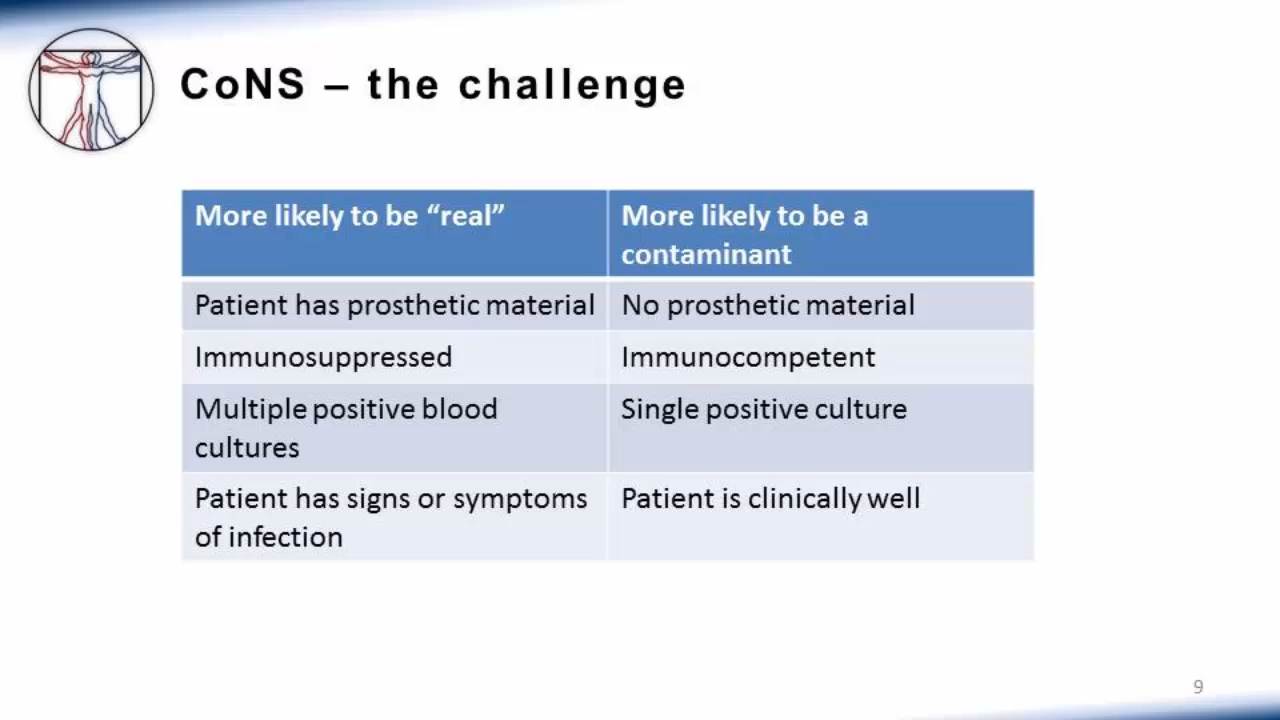 CoNS – the challenge
More likely to be “real”
More likely to be a
contaminant
Patient has prosthetic material
No prosthetic material
Immunosuppressed
Immunocompetent
Multiple positive blood
cultures
Single positive culture
Patient has signs or symptoms
of infection
Patient is clinically well
9